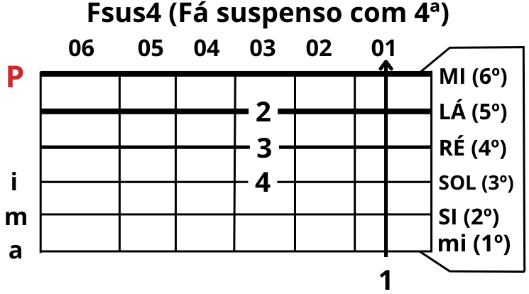 Fsus4 (Fá suspenso com 4ª)
06 05 04 03 02 01
P MI (6º)
2 LÁ (5º)
3 RÉ (4º)
i 4 SOL (3º)
m SI (2º)
a mi (1º)
1